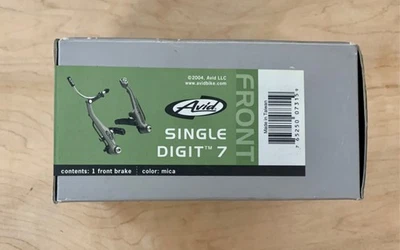 ©2004, Avid LLC
www.avidbike.com
Avid
SINGLE
DIGIT™ 7
contents: 1 front brake
color: mica
FRONT
Made in Taiwan